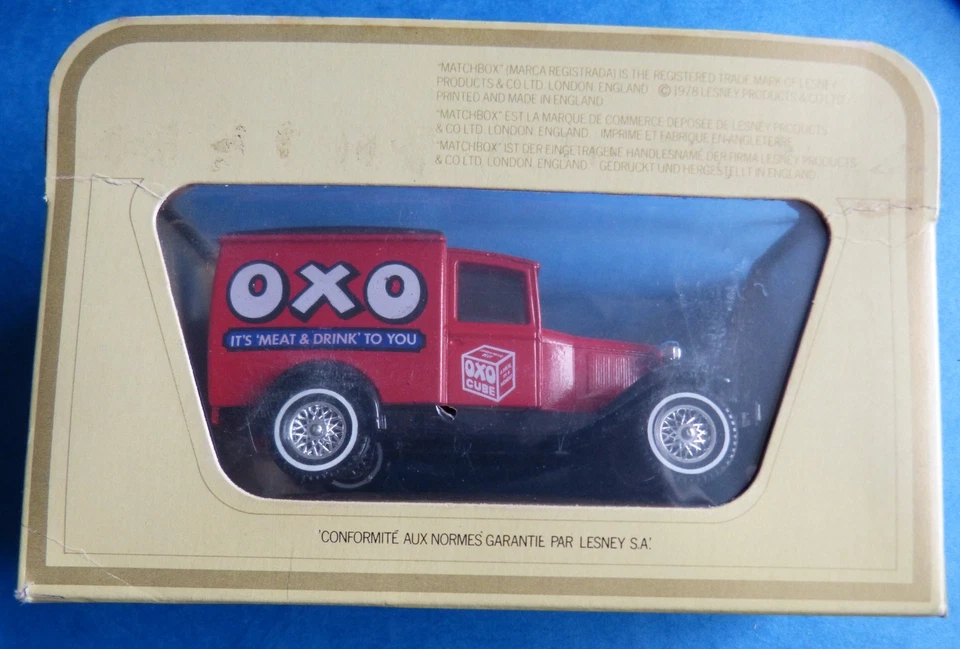 "MATCHBOX" (MARCA REGISTRADA) IS THE REGISTERED TRADE MARK OF LESNEY
PRODUCTS & CO LTD. LONDON, ENGLAND © 1978 LESNEY PRODUCTS & CO LTD
PRINTED AND MADE IN ENGLAND
"MATCHBOX" EST LA MARQUE DE COMMERCE DEPOSÉE DE LESNEY PRODUCTS
& CO LTD. LONDON, ENGLAND IMPRIMÉ ET FABRIQUÉ EN ANGLETERRE
"MATCHBOX" IST DER EINGETRAGENE HANDLESNAME DER FIRMA LESNEY PRODUCTS
& CO LTD. LONDON, ENGLAND. GEDRUCKT UND HERGESTELLT IN ENGLAND
OXO
IT'S 'MEAT & DRINK' TO YOU
OXO
CUBE
'CONFORMITÉ AUX NORMES GARANTIE PAR LESNEY S.A.'